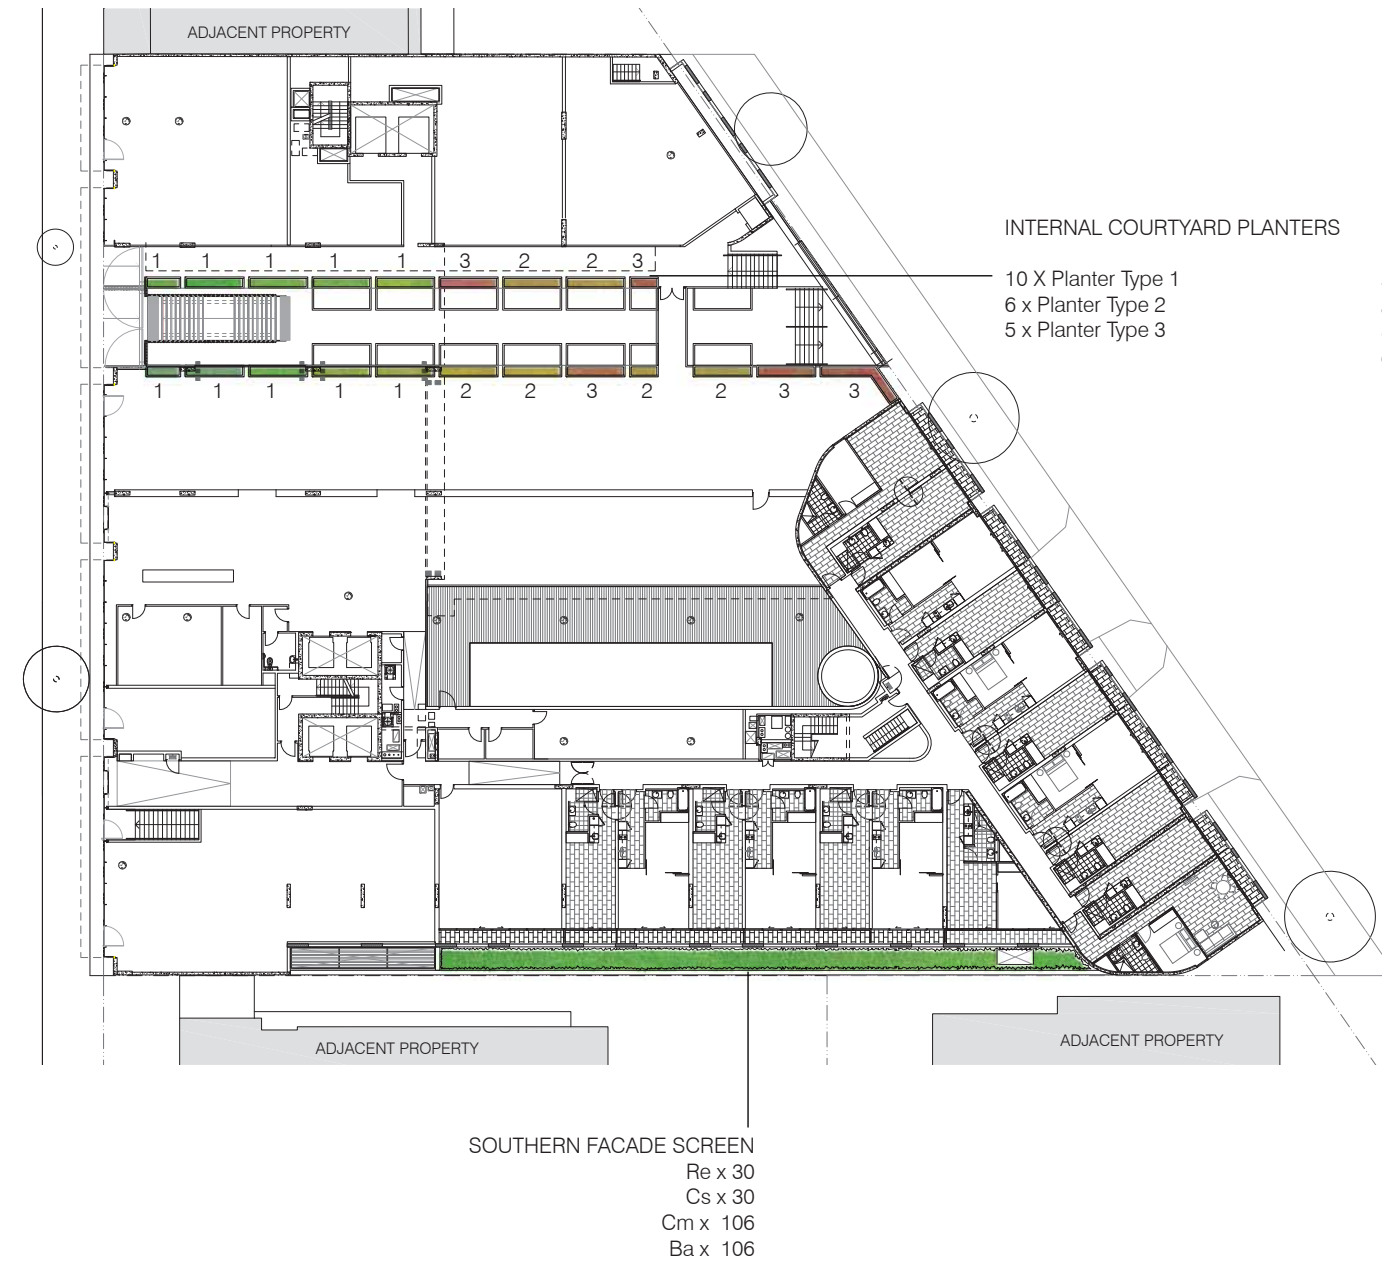 ADJACENT PROPERTY
INTERNAL COURTYARD PLANTERS
1 1 1 1 1 3 2 2 3
10 X Planter Type 1
6 x Planter Type 2
5 x Planter Type 3
1 1 1 1 1 2 2 3 2 2 3 3
ADJACENT PROPERTY
ADJACENT PROPERTY
SOUTHERN FACADE SCREEN
Re x 30
Cs x 30
Cm x 106
Ba x 106